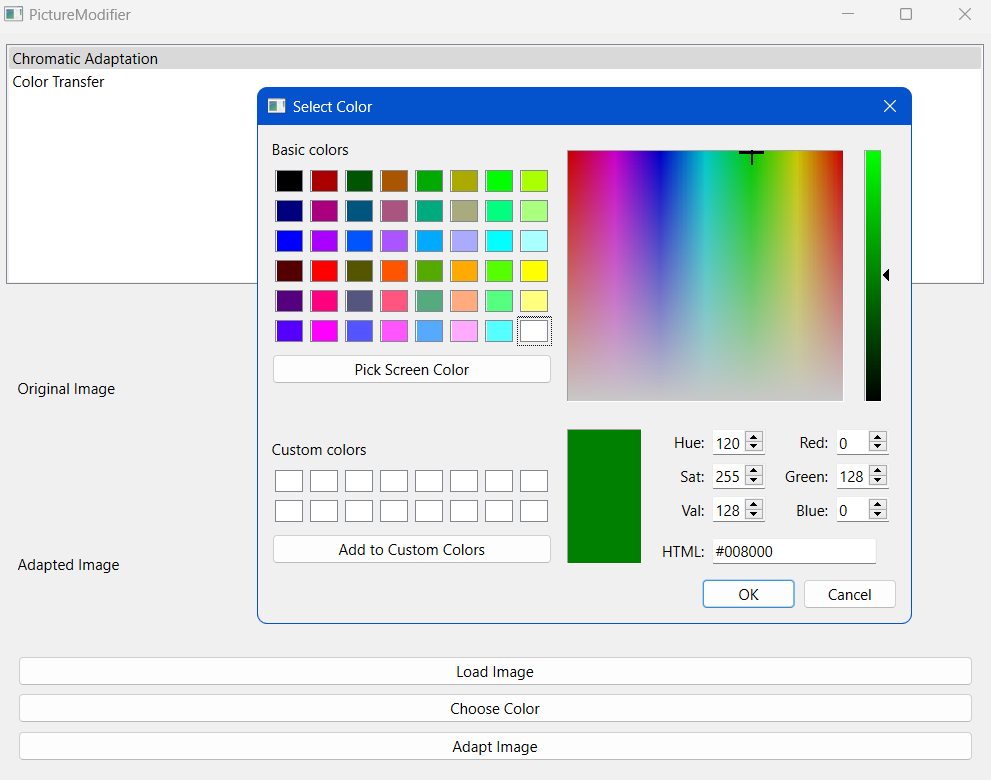 PictureModifier
Chromatic Adaptation
Color Transfer
Select Color
Basic colors
Pick Screen Color
Custom colors
Add to Custom Colors
Hue: 120 Red: 0
Sat: 255 Green: 128
Val: 128 Blue: 0
HTML: #008000
OK Cancel
Original Image
Adapted Image
Load Image
Choose Color
Adapt Image